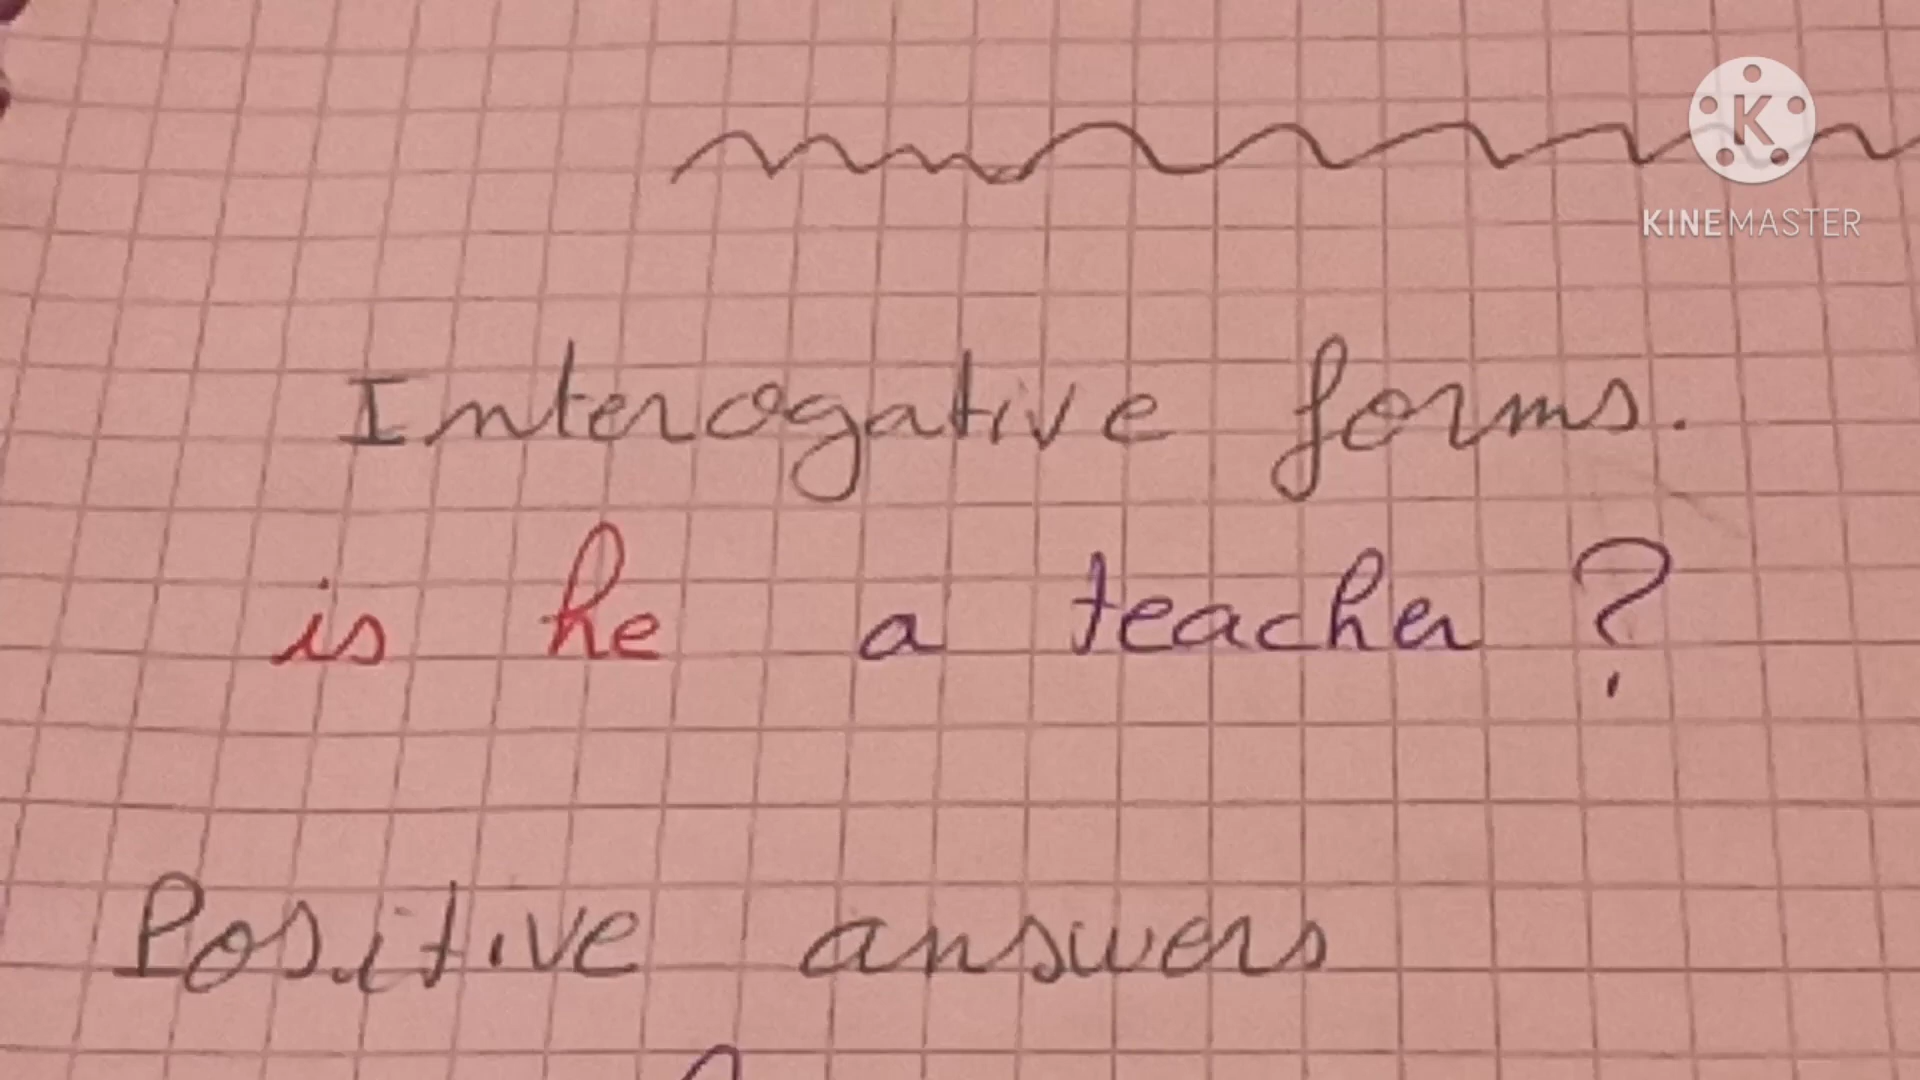 KINEMASTER
Interogative forms.
is he a teacher ?
Positive answers